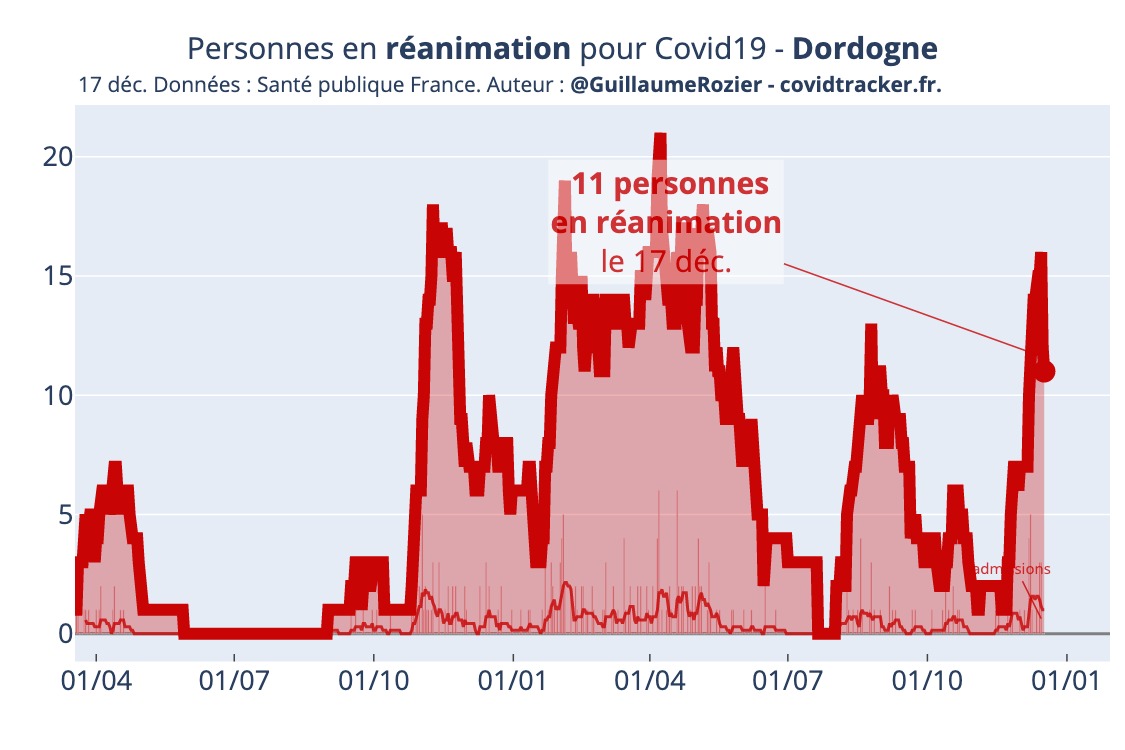 Personnes en réanimation pour Covid19 - Dordogne
17 déc. Données : Santé publique France. Auteur : @GuillaumeRozier - covidtracker.fr.
20
15
10
5
0
11 personnes
en réanimation
le 17 déc.
admissions
01/04
01/07
01/10
01/01
01/04
01/07
01/10
01/01